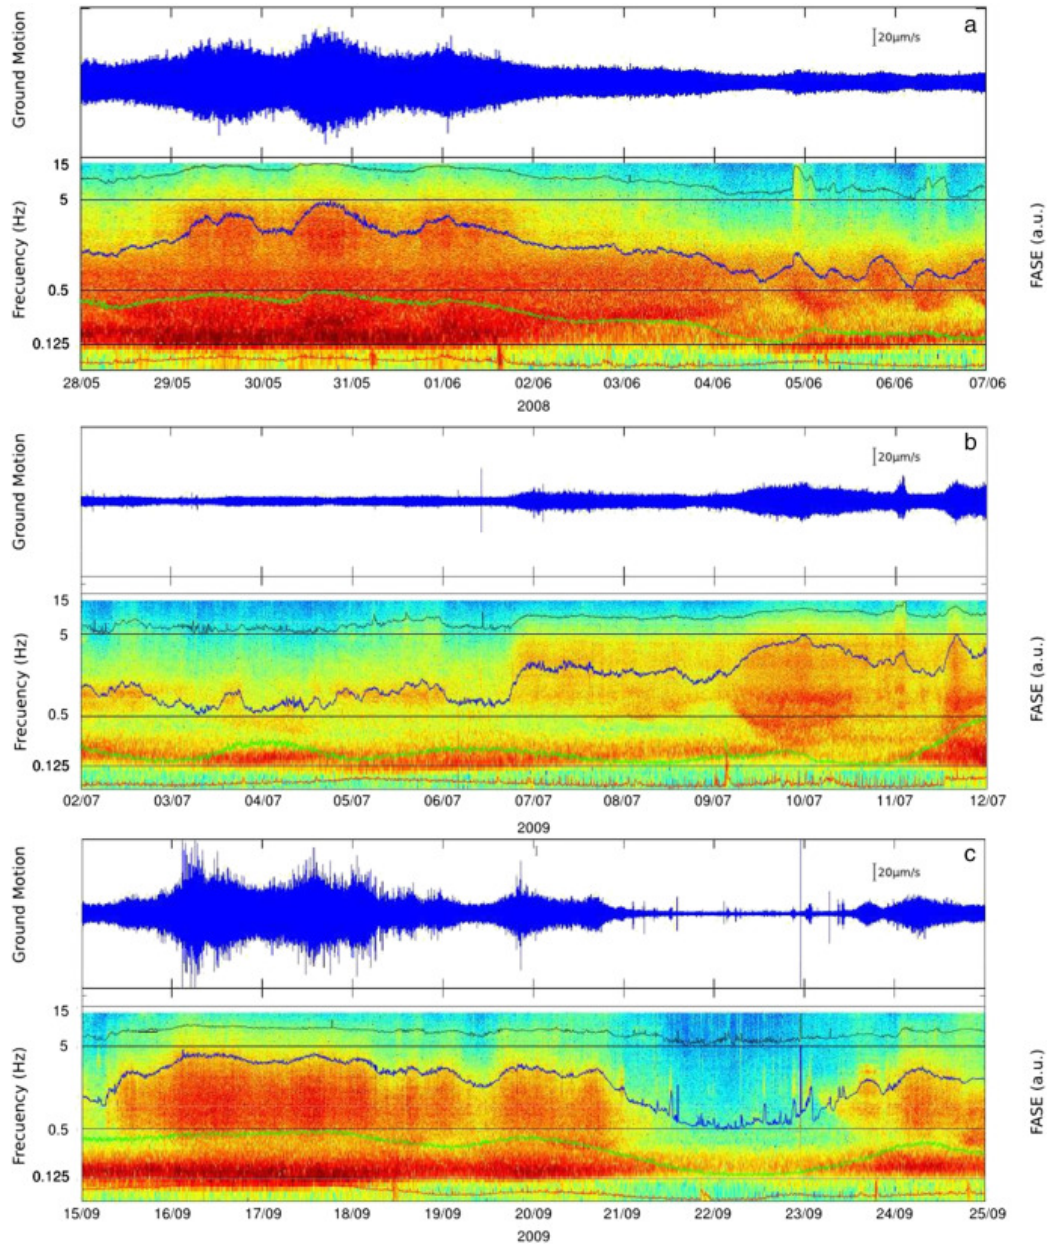 a
20µm/s
Ground Motion
15
5
0.5
0.125
Frecuency (Hz)
FASE (a.u.)
28/05 29/05 30/05 31/05 01/06 02/06 03/06 04/06 05/06 06/06 07/06
2008
b
20µm/s
Ground Motion
15
5
0.5
0.125
Frecuency (Hz)
FASE (a.u.)
02/07 03/07 04/07 05/07 06/07 07/07 08/07 09/07 10/07 11/07 12/07
2009
c
20µm/s
Ground Motion
15
5
0.5
0.125
Frecuency (Hz)
FASE (a.u.)
15/09 16/09 17/09 18/09 19/09 20/09 21/09 22/09 23/09 24/09 25/09
2009